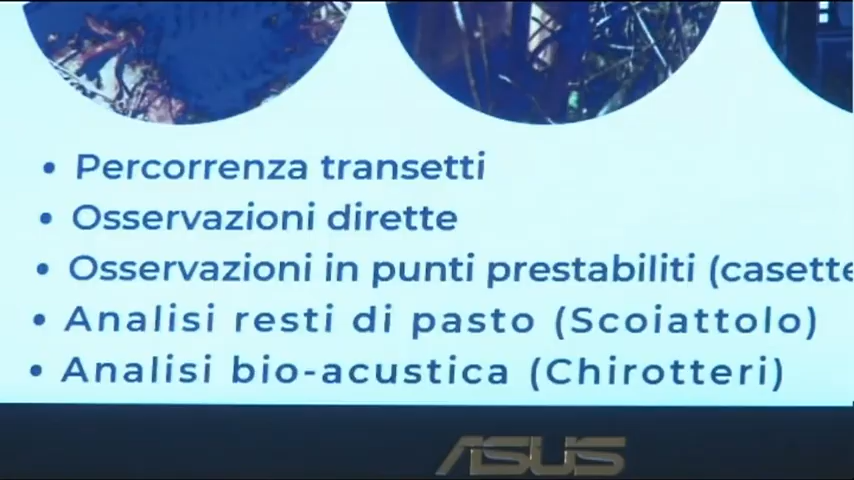 • Percorrenza transetti
• Osservazioni dirette
• Osservazioni in punti prestabiliti (casette
• Analisi resti di pasto (Scoiattolo)
• Analisi bio-acustica (Chirotteri)
ASUS